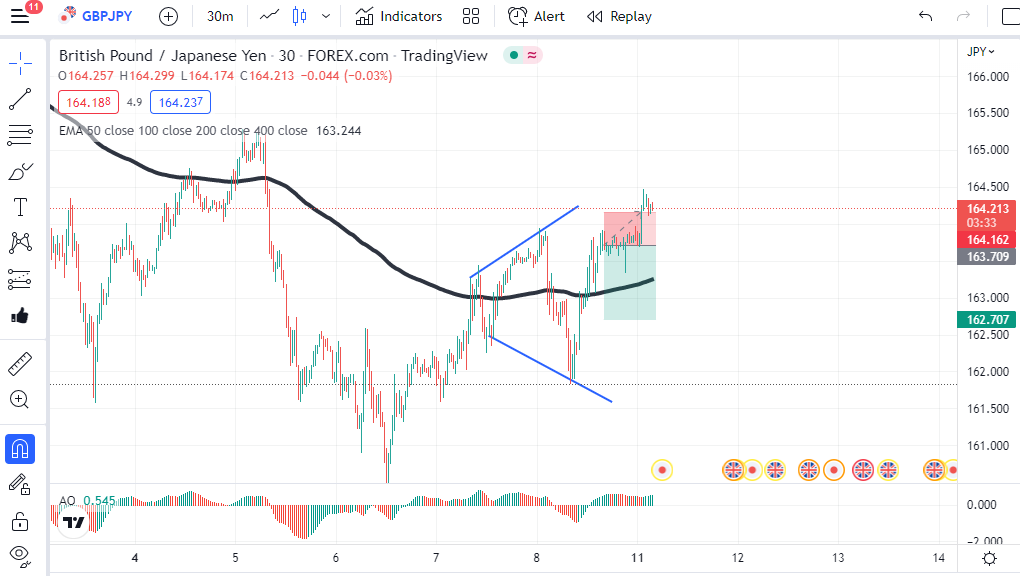 11
GBPJPY
30m
Indicators
Alert
Replay
British Pound / Japanese Yen · 30 · FOREX.com · TradingView
≈
O164.257 H164.299 L164.174 C164.213 −0.044 (−0.03%)
164.188 4.9 164.237
EMA 50 close 100 close 200 close 400 close 163.244
JPY
166.000
165.500
165.000
164.500
164.213
03:33
164.162
163.709
163.000
162.707
162.500
162.000
161.500
161.000
AO 0.545
0.000
−2.000
4 5 6 7 8 11 12 13 14
T